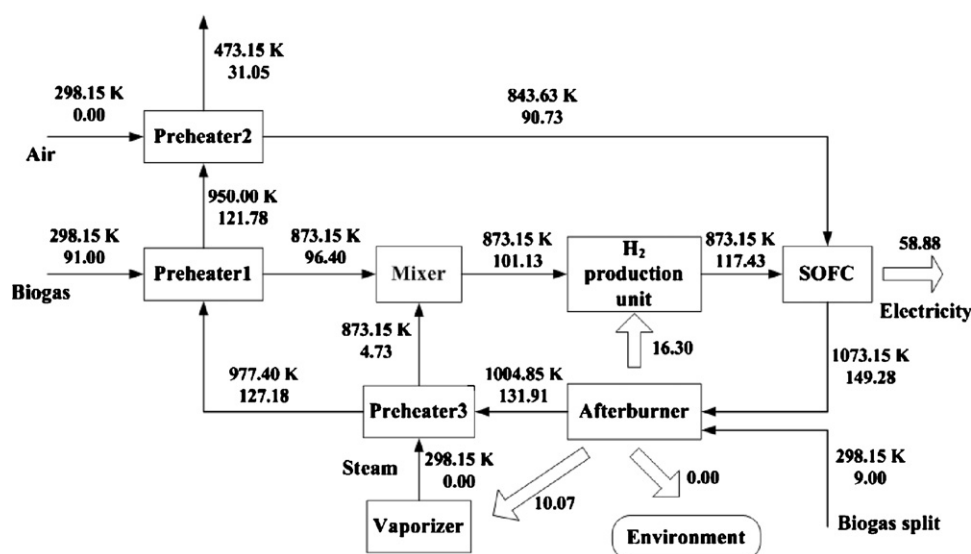 473.15 K
31.05
298.15 K
0.00
843.63 K
90.73
Preheater2
Air
950.00 K
121.78
298.15 K
91.00
873.15 K
96.40
873.15 K
101.13
H₂
production
unit
873.15 K
117.43
58.88
Preheater1
Mixer
SOFC
Biogas
Electricity
873.15 K
4.73
16.30
1073.15 K
149.28
977.40 K
127.18
1004.85 K
131.91
Preheater3
Afterburner
Steam
298.15 K
0.00
10.07
0.00
298.15 K
9.00
Vaporizer
Environment
Biogas split